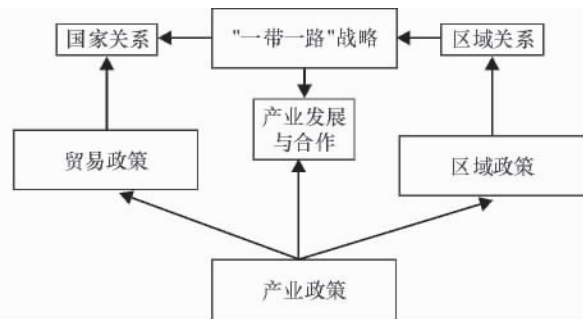 国家关系
"一带一路"战略
区域关系
产业发展
与合作
贸易政策
区域政策
产业政策